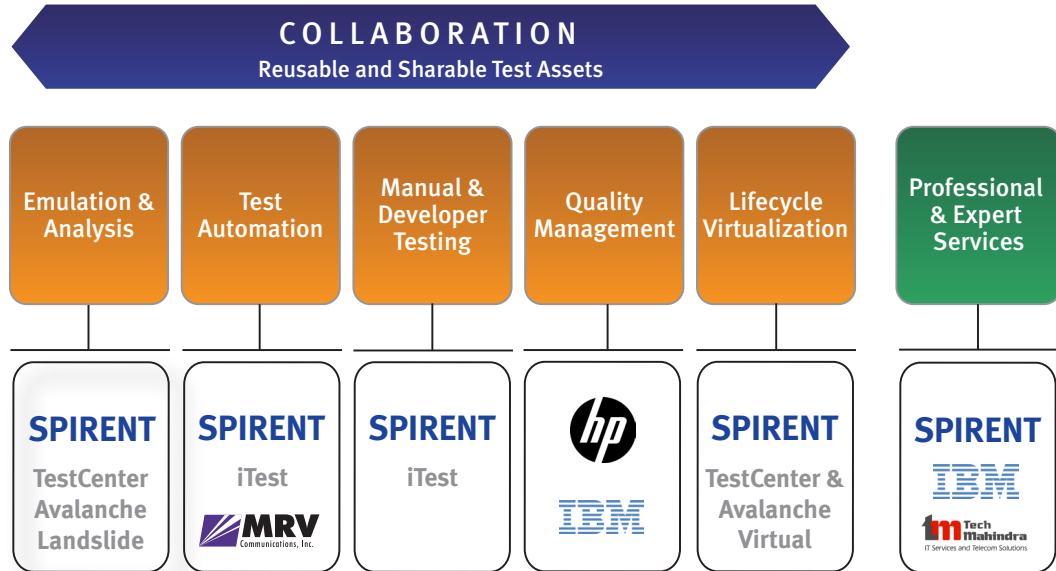 COLLABORATION
Reusable and Sharable Test Assets
Emulation &
Analysis
Test
Automation
Manual &
Developer
Testing
Quality
Management
Lifecycle
Virtualization
Professional
& Expert
Services
SPIRENT
TestCenter
Avalanche
Landslide
SPIRENT
iTest
MRV
Communications, Inc.
SPIRENT
iTest
hp
IBM
SPIRENT
TestCenter &
Avalanche
Virtual
SPIRENT
IBM
tm Tech
Mahindra
IT Services and Telecom Solutions